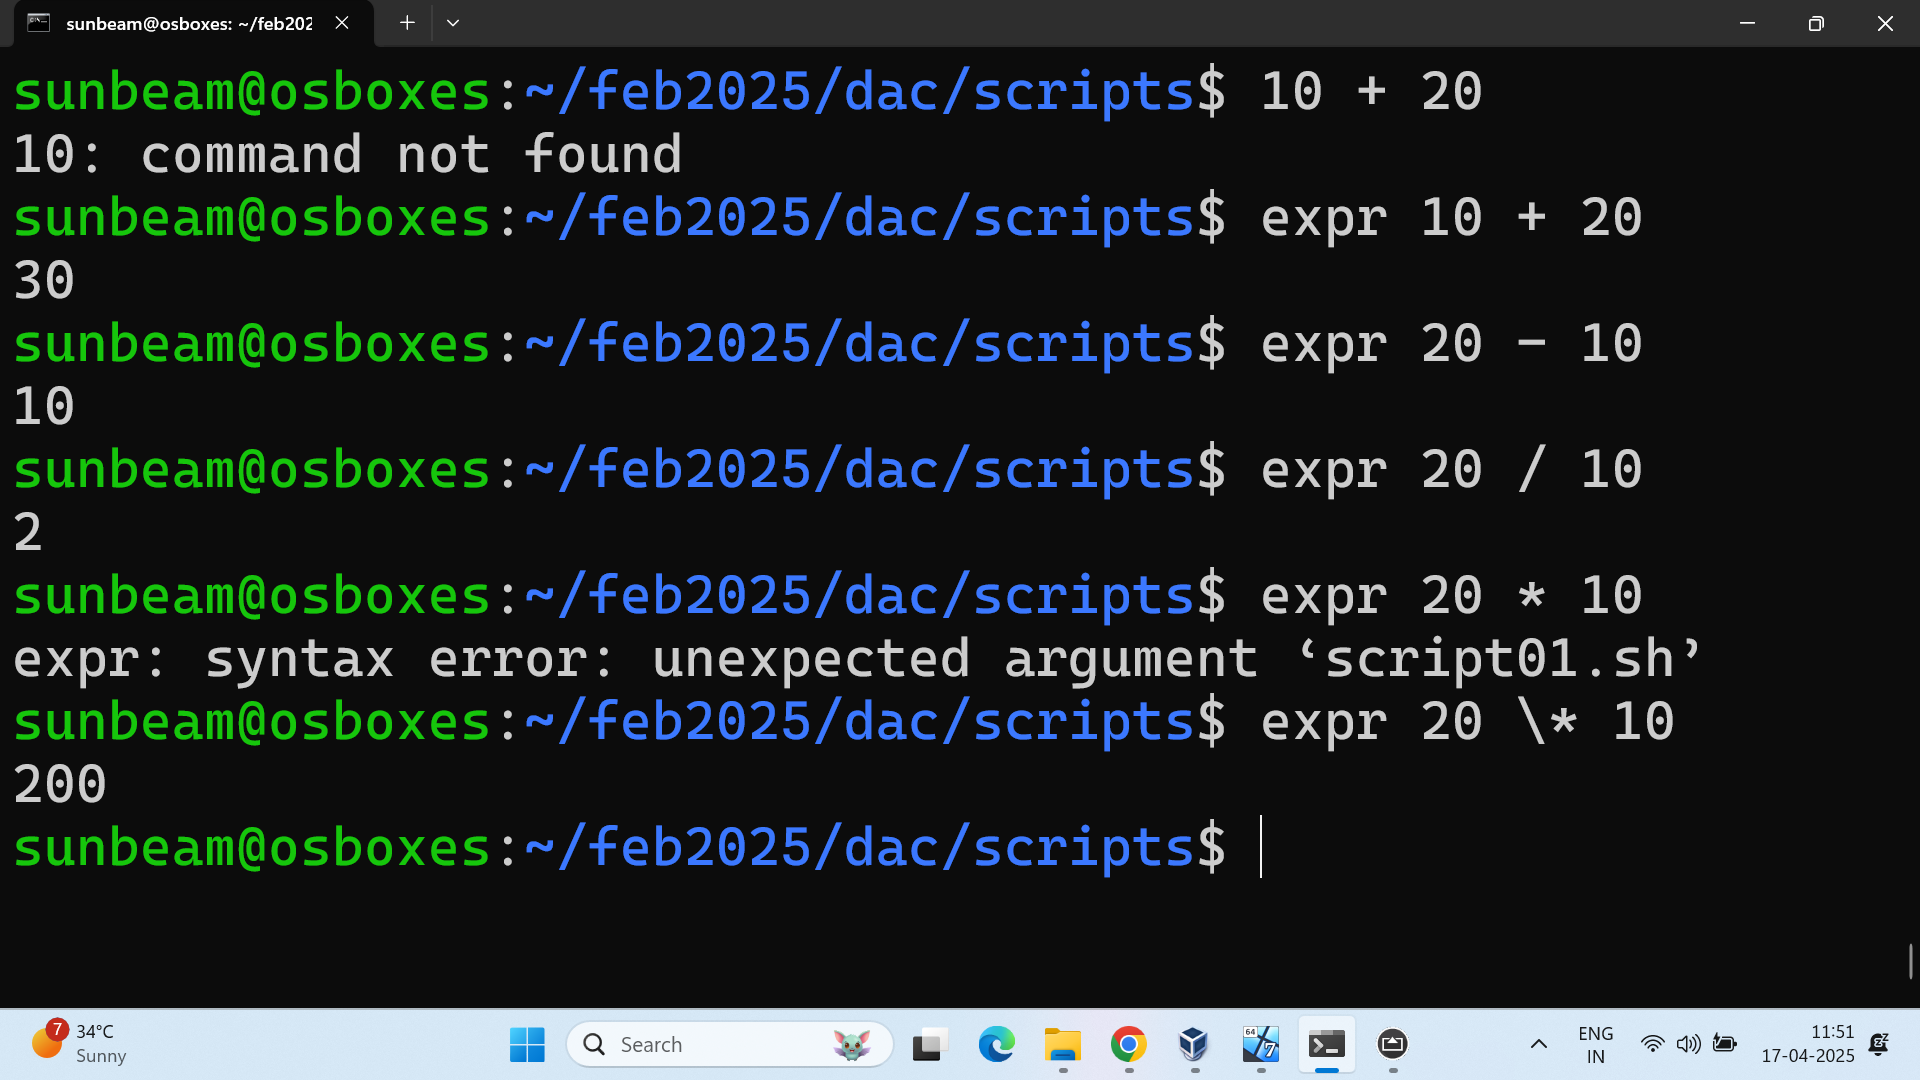 sunbeam@osboxes: ~/feb202
sunbeam@osboxes:~/feb2025/dac/scripts$ 10 + 20
10: command not found
sunbeam@osboxes:~/feb2025/dac/scripts$ expr 10 + 20
30
sunbeam@osboxes:~/feb2025/dac/scripts$ expr 20 - 10
10
sunbeam@osboxes:~/feb2025/dac/scripts$ expr 20 / 10
2
sunbeam@osboxes:~/feb2025/dac/scripts$ expr 20 * 10
expr: syntax error: unexpected argument ‘script01.sh’
sunbeam@osboxes:~/feb2025/dac/scripts$ expr 20 \* 10
200
sunbeam@osboxes:~/feb2025/dac/scripts$
7
34°C
Sunny
Search
64
7
ENG
IN
11:51
17-04-2025